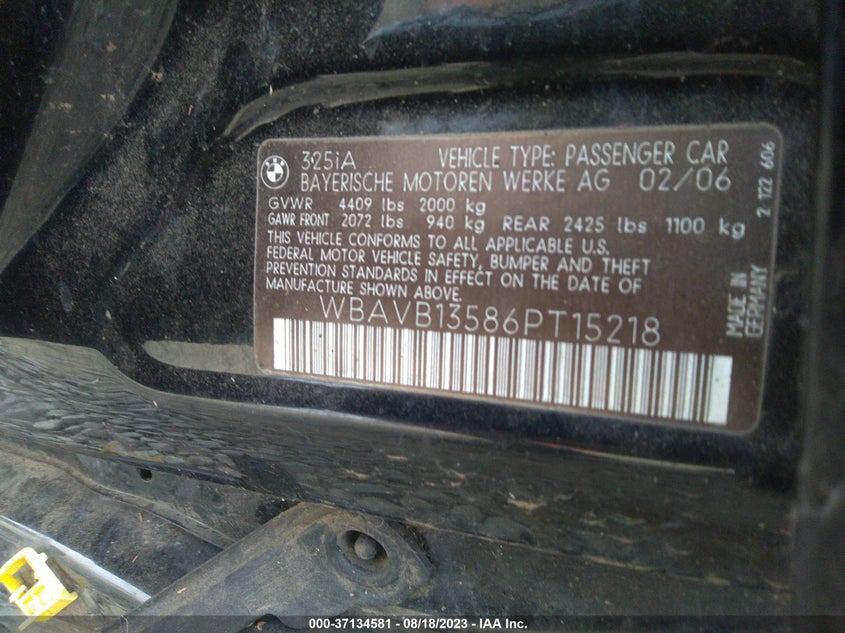 325iA VEHICLE TYPE: PASSENGER CAR
BAYERISCHE MOTOREN WERKE AG 02/06
GVWR 4409 lbs 2000 kg
GAWR FRONT 2072 lbs 940 kg REAR 2425 lbs 1100 kg
THIS VEHICLE CONFORMS TO ALL APPLICABLE U.S.
FEDERAL MOTOR VEHICLE SAFETY, BUMPER AND THEFT
PREVENTION STANDARDS IN EFFECT ON THE DATE OF
MANUFACTURE SHOWN ABOVE.
WBAVB13586PT15218
MADE IN
GERMANY
2 122 606
000-37134581 - 08/18/2023 - IAA Inc.